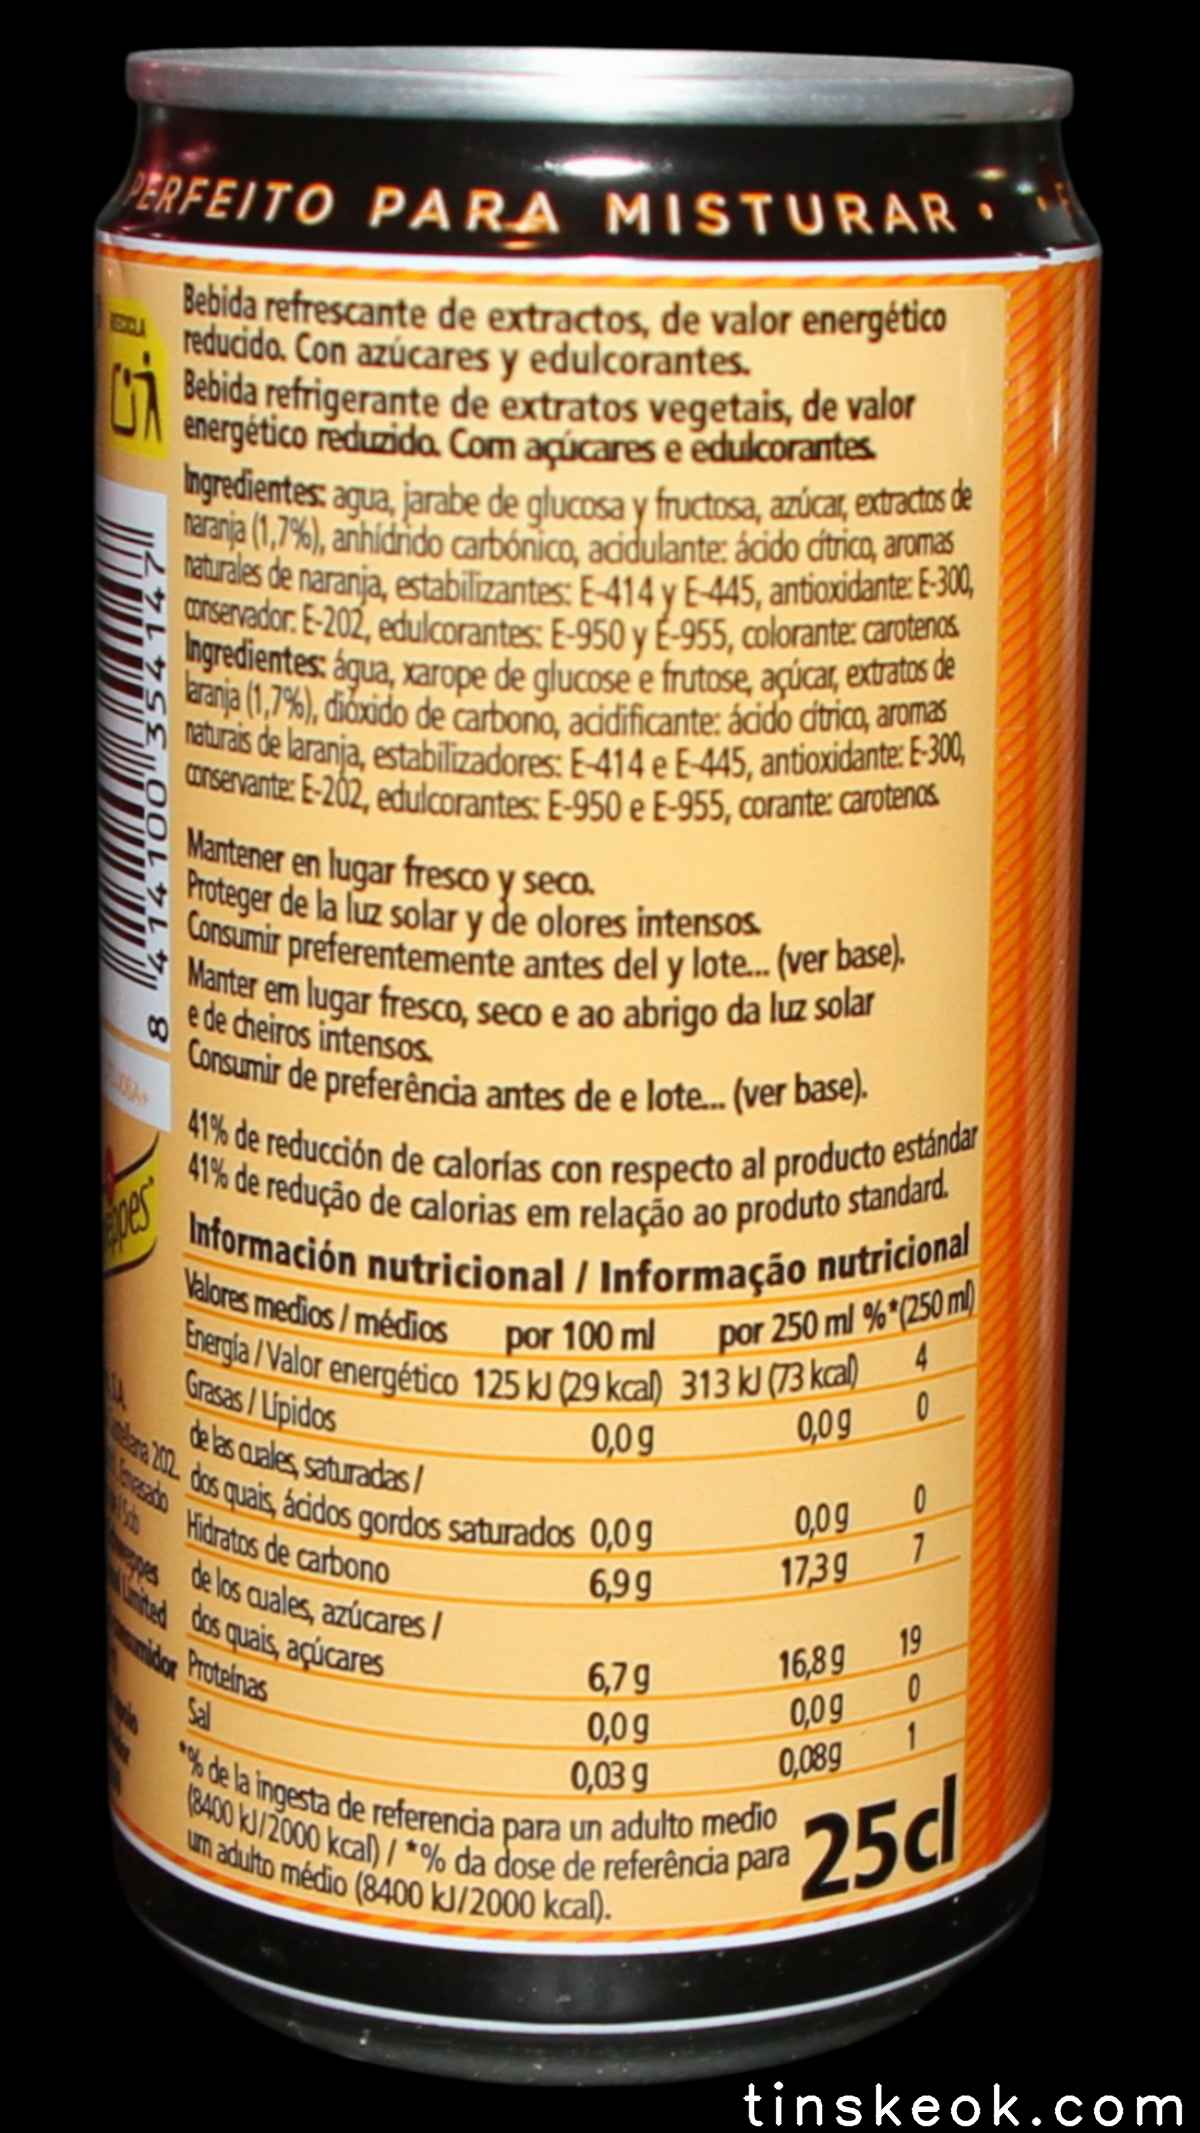 PERFEITO PARA MISTURAR •
RECICLA
Bebida refrescante de extractos, de valor energético
reducido. Con azúcares y edulcorantes.
Bebida refrigerante de extratos vegetais, de valor
energético reduzido. Com açúcares e edulcorantes.
Ingredientes: agua, jarabe de glucosa y fructosa, azúcar, extractos de
naranja (1,7%), anhídrido carbónico, acidulante: ácido cítrico, aromas
naturales de naranja, estabilizantes: E-414 y E-445, antioxidante: E-300,
conservador: E-202, edulcorantes: E-950 y E-955, colorante: carotenos.
Ingredientes: água, xarope de glucose e frutose, açúcar, extratos de
laranja (1,7%), dióxido de carbono, acidificante: ácido cítrico, aromas
naturais de laranja, estabilizadores: E-414 e E-445, antioxidante: E-300,
conservante: E-202, edulcorantes: E-950 e E-955, corante: carotenos.
8 414100 354147
Mantener en lugar fresco y seco.
Proteger de la luz solar y de olores intensos.
Consumir preferentemente antes del y lote... (ver base).
Manter em lugar fresco, seco e ao abrigo da luz solar
e de cheiros intensos.
Consumir de preferência antes de e lote... (ver base).
41% de reducción de calorías con respecto al producto estándar
41% de redução de calorias em relação ao produto standard.
Información nutricional / Informação nutricional
Valores medios / médios por 100 ml por 250 ml %*(250 ml)
Energía / Valor energético 125 kJ (29 kcal) 313 kJ (73 kcal) 4
Grasas / Lípidos 0,0 g 0,0 g 0
de las cuales, saturadas /
dos quais, ácidos gordos saturados 0,0 g 0,0 g 0
Hidratos de carbono 6,9 g 17,3 g 7
de los cuales, azúcares /
dos quais, açúcares 6,7 g 16,8 g 19
Proteínas 0,0 g 0,0 g 0
Sal 0,03 g 0,08g 1
*% de la ingesta de referencia para un adulto medio
(8400 kJ/2000 kcal) / *% da dose de referência para
um adulto médio (8400 kJ/2000 kcal).
25cl
202.
Envasado
Limited
tinskeok.com